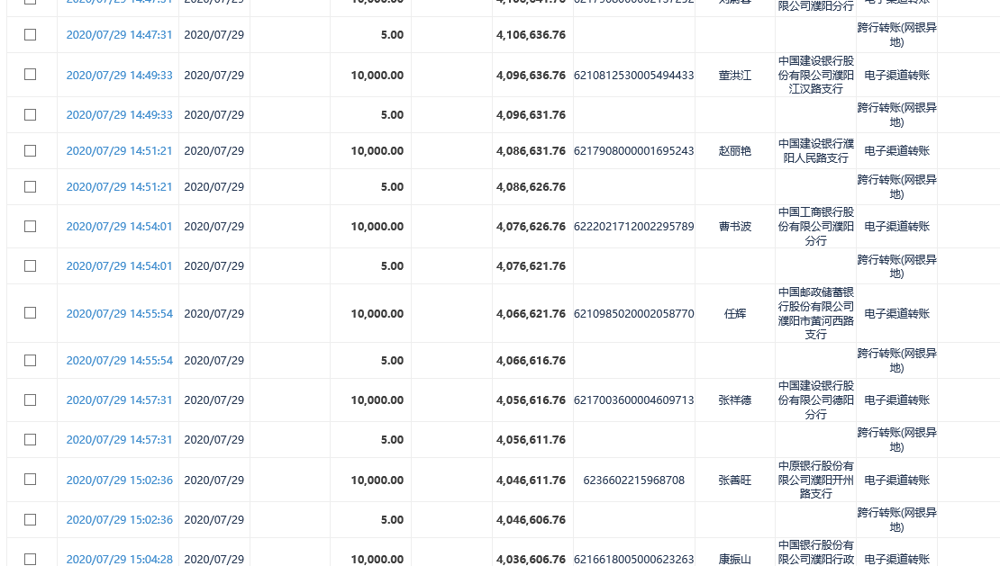 限公司濮阳分行
2020/07/29 14:47:31 2020/07/29 5.00 4,106,636.76 跨行转账(网银异
地)
2020/07/29 14:49:33 2020/07/29 10,000.00 4,096,636.76 6210812530005494433 董洪江 中国建设银行股 电子渠道转账
份有限公司濮阳
江汉路支行
2020/07/29 14:49:33 2020/07/29 5.00 4,096,631.76 跨行转账(网银异
地)
2020/07/29 14:51:21 2020/07/29 10,000.00 4,086,631.76 6217908000001695243 赵丽艳 中国建设银行濮 电子渠道转账
阳人民路支行
2020/07/29 14:51:21 2020/07/29 5.00 4,086,626.76 跨行转账(网银异
地)
2020/07/29 14:54:01 2020/07/29 10,000.00 4,076,626.76 6222021712002295789 曹书波 中国工商银行股 电子渠道转账
份有限公司濮阳
分行
2020/07/29 14:54:01 2020/07/29 5.00 4,076,621.76 跨行转账(网银异
地)
2020/07/29 14:55:54 2020/07/29 10,000.00 4,066,621.76 6210985020002058770 任辉 中国邮政储蓄银 电子渠道转账
行股份有限公司
濮阳市黄河西路
支行
2020/07/29 14:55:54 2020/07/29 5.00 4,066,616.76 跨行转账(网银异
地)
2020/07/29 14:57:31 2020/07/29 10,000.00 4,056,616.76 6217003600004609713 张祥德 中国建设银行股 电子渠道转账
份有限公司德阳
分行
2020/07/29 14:57:31 2020/07/29 5.00 4,056,611.76 跨行转账(网银异
地)
2020/07/29 15:02:36 2020/07/29 10,000.00 4,046,611.76 6236602215968708 张善旺 中原银行股份有 电子渠道转账
限公司濮阳开州
路支行
2020/07/29 15:02:36 2020/07/29 5.00 4,046,606.76 跨行转账(网银异
地)
2020/07/29 15:04:28 2020/07/29 10,000.00 4,036,606.76 6216618005000623263 康振山 中国银行股份有 电子渠道转账
限公司濮阳行政